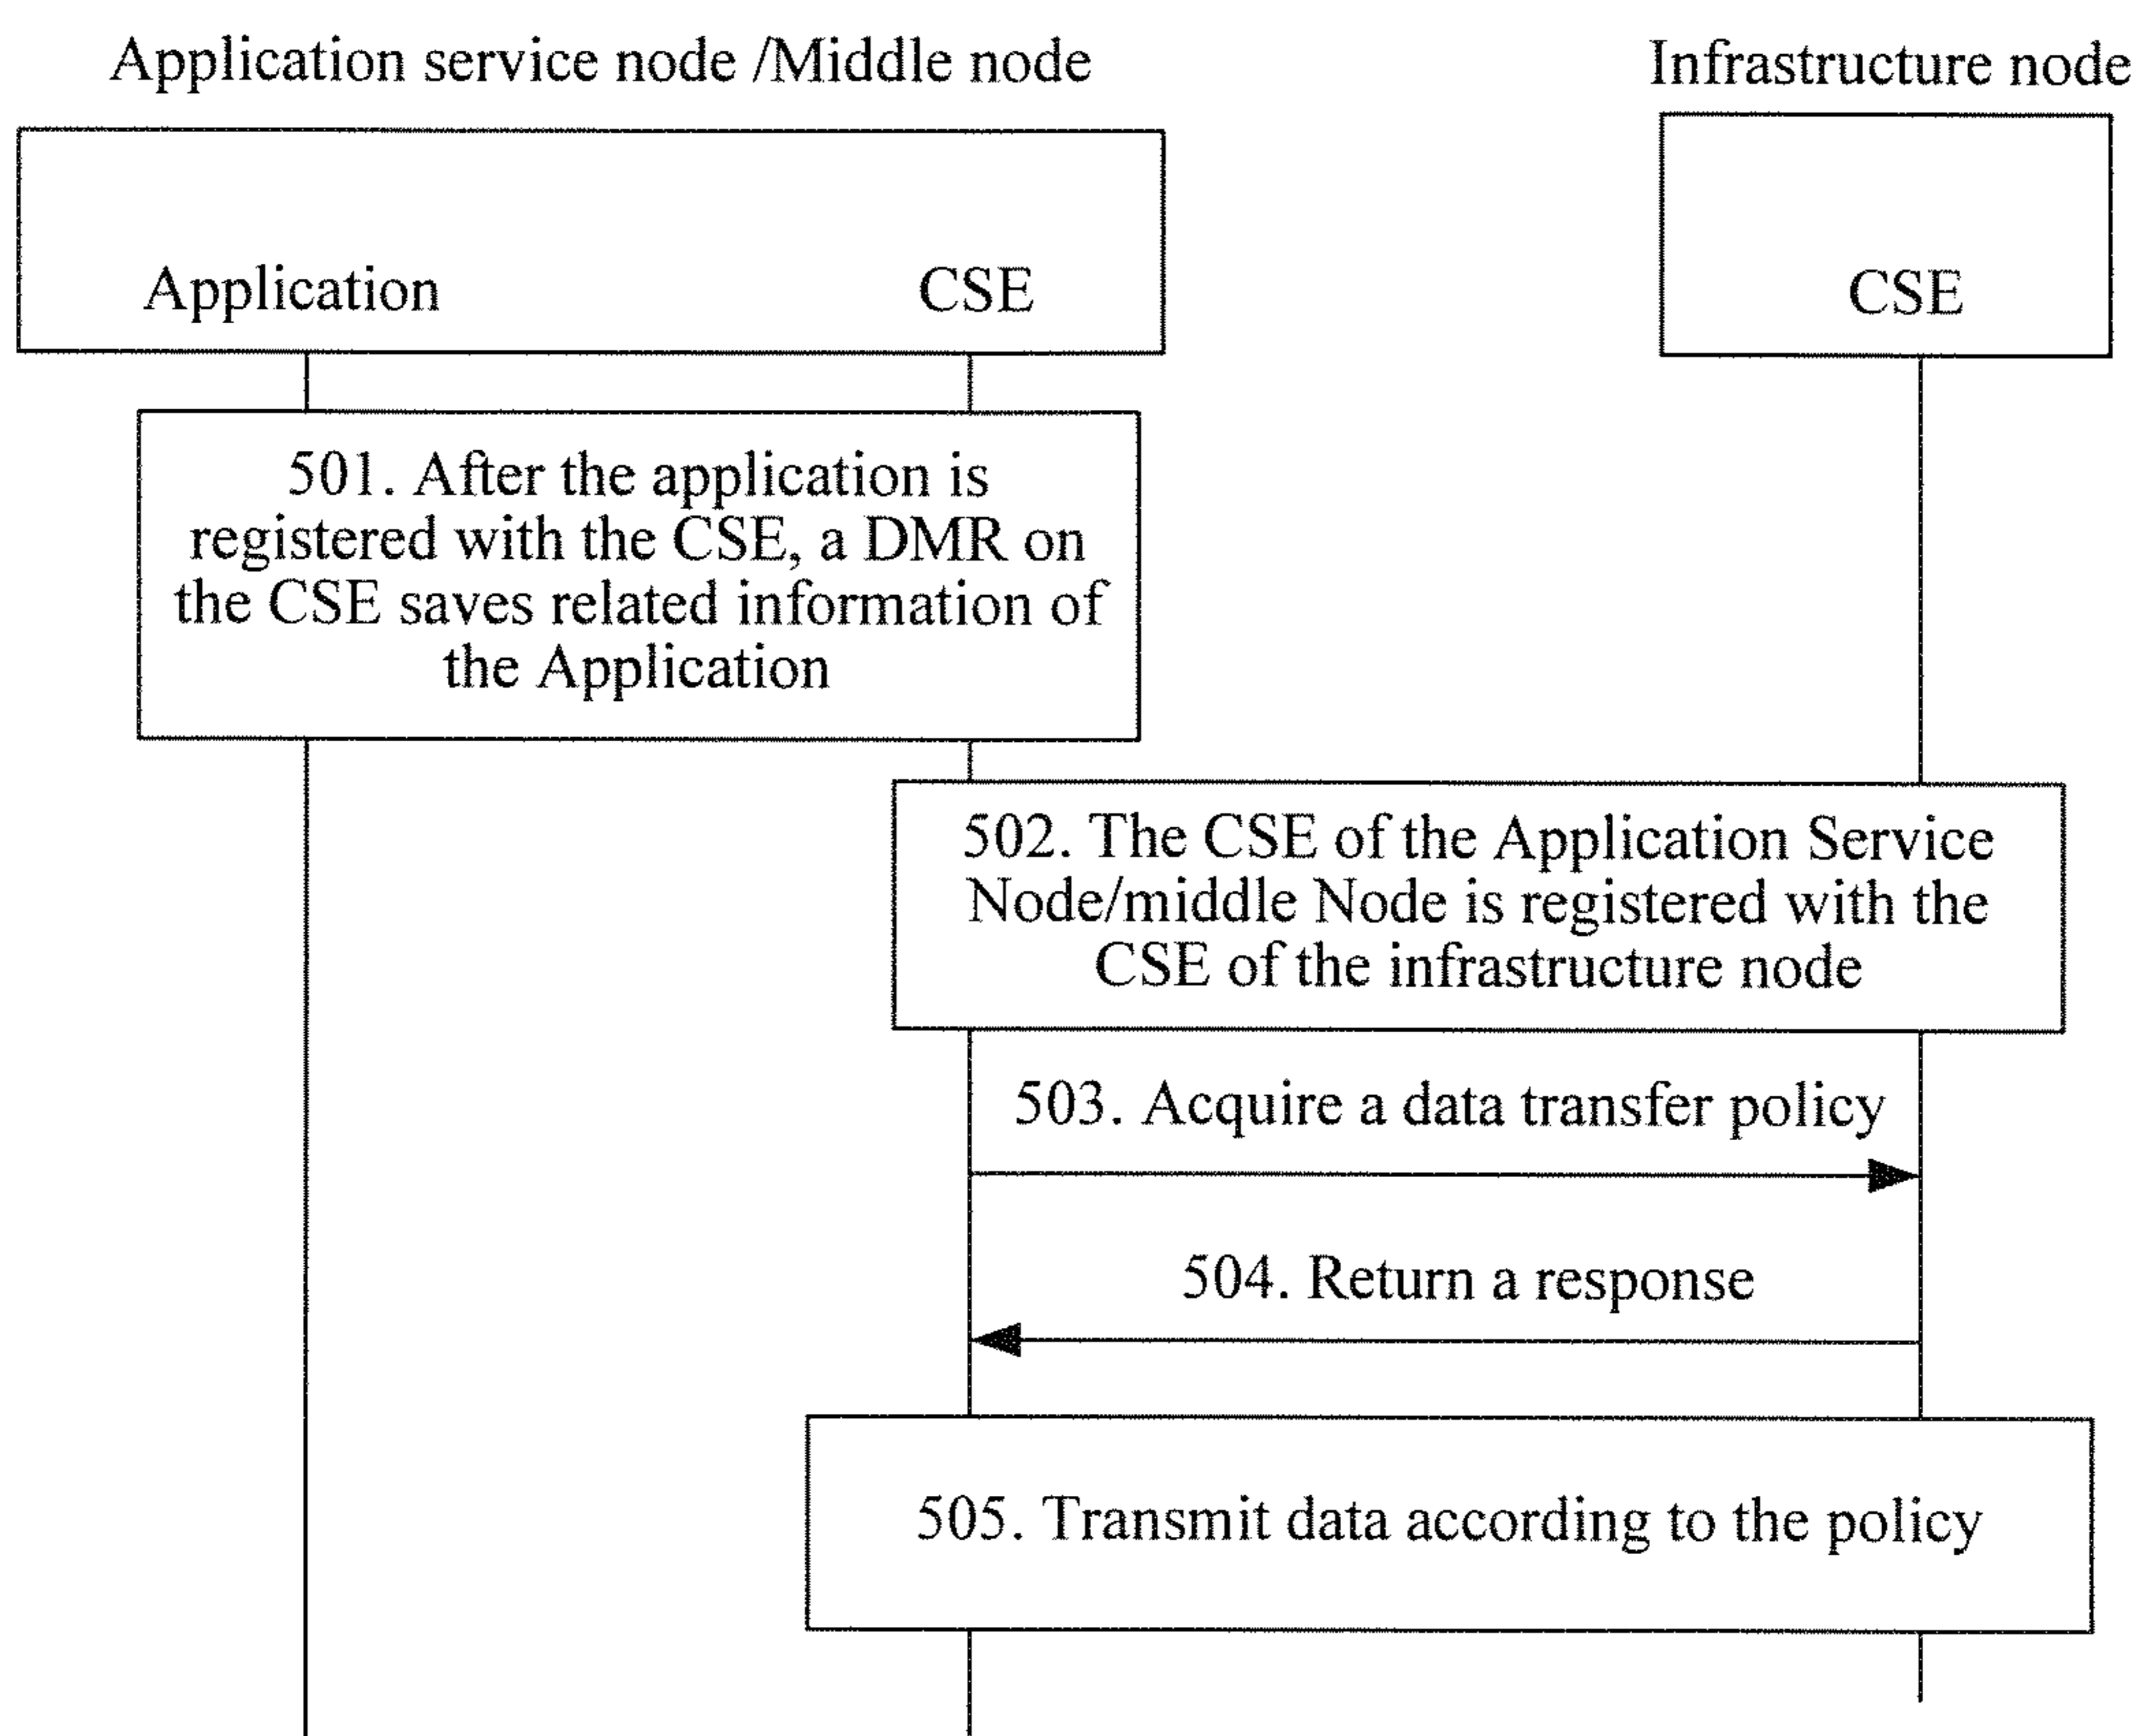 Application service node /Middle node
Infrastructure node
Application
CSE
CSE
501. After the application is
registered with the CSE, a DMR on
the CSE saves related information of
the Application
502. The CSE of the Application Service
Node/middle Node is registered with the
CSE of the infrastructure node
503. Acquire a data transfer policy
504. Return a response
505. Transmit data according to the policy